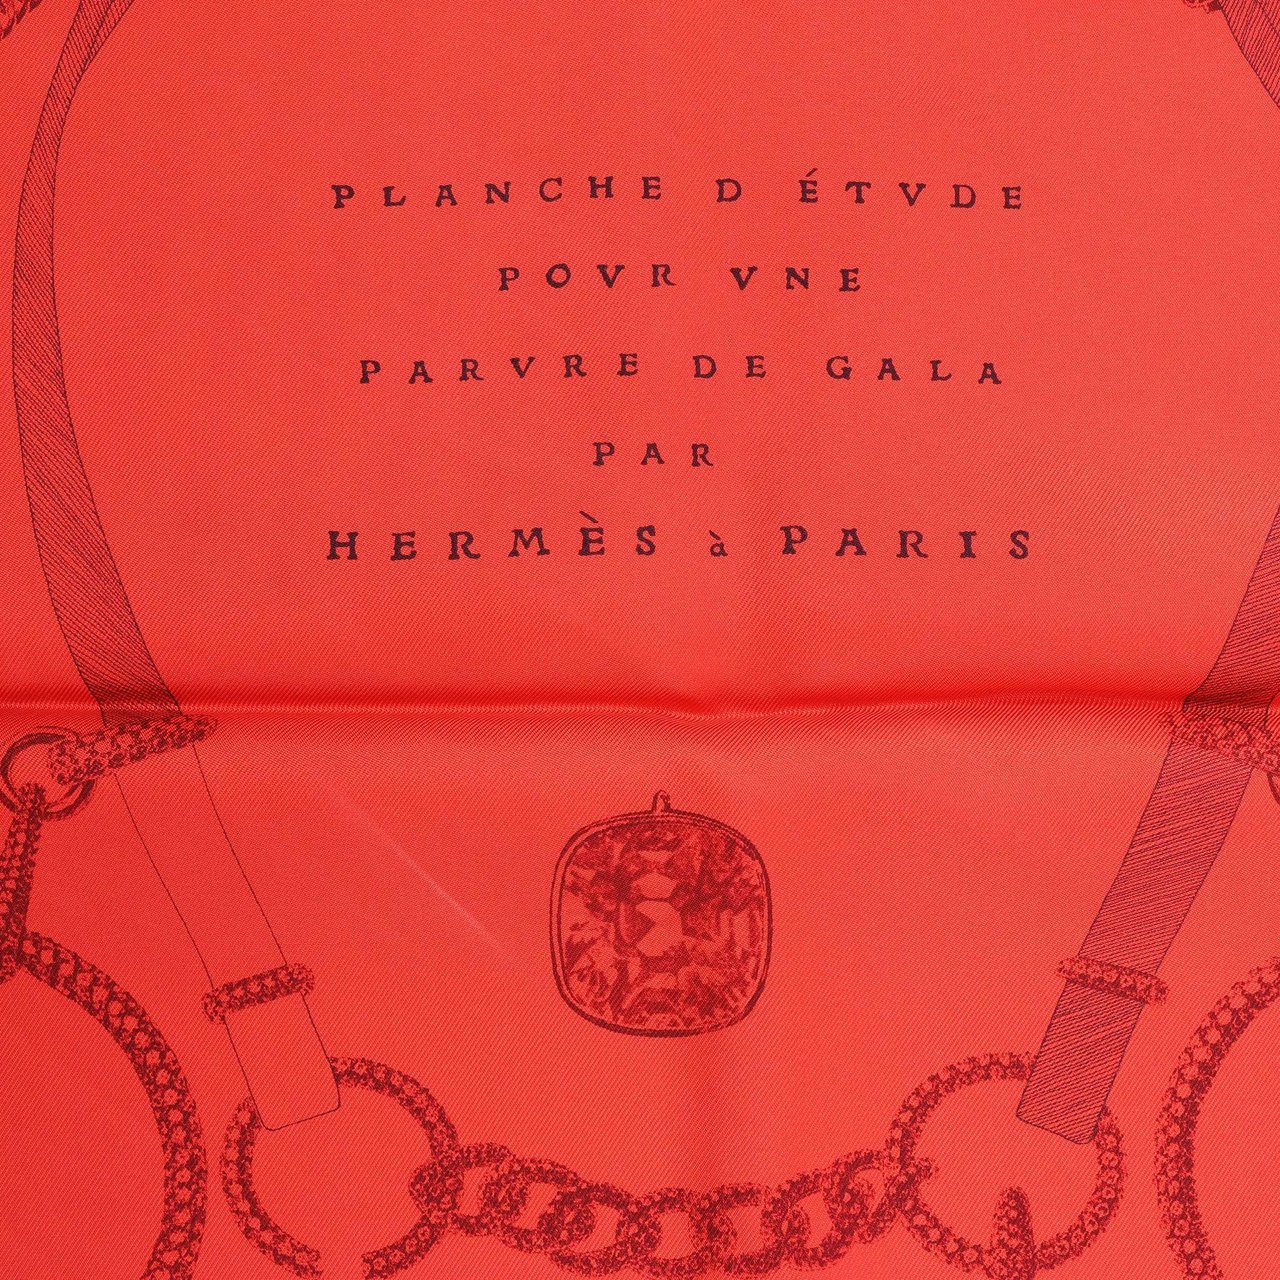 PLANCHE D ÉTVDE
POVR VNE
PARVRE DE GALA
PAR
HERMÈS à PARIS